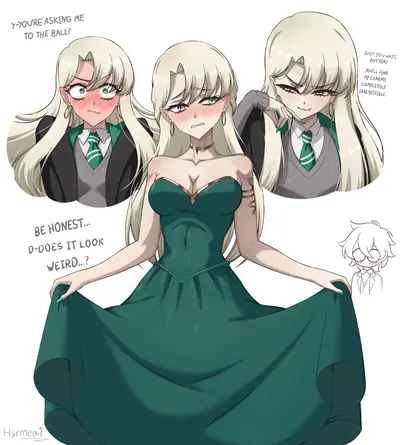 Y-YOU'RE ASKING ME
TO THE BALL?
JUST YOU WAIT,
POTTER!
YOU'LL FIND
MY CHARMS
COMPLETELY
IRRESISTIBLE.
BE HONEST...
D-DOES IT LOOK
WEIRD..?